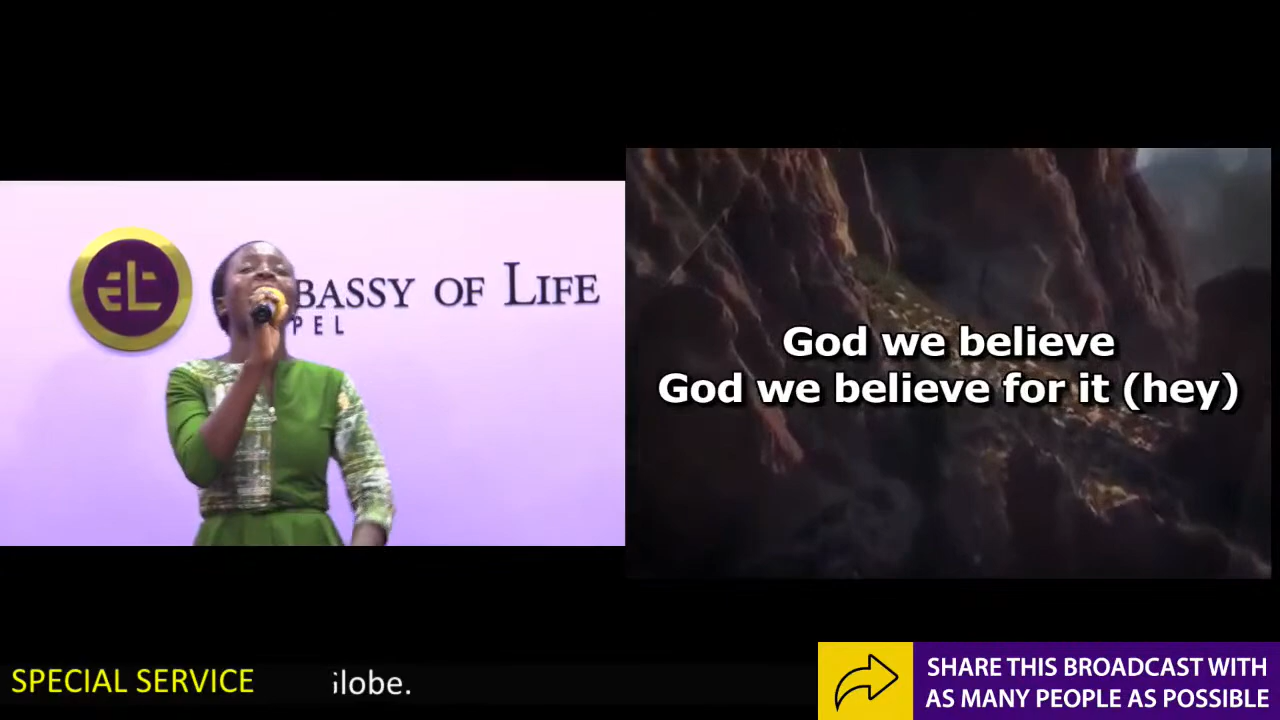 BASSY OF LIFE
PEL
God we believe
God we believe for it (hey)
SPECIAL SERVICE
ilobe.
SHARE THIS BROADCAST WITH
AS MANY PEOPLE AS POSSIBLE